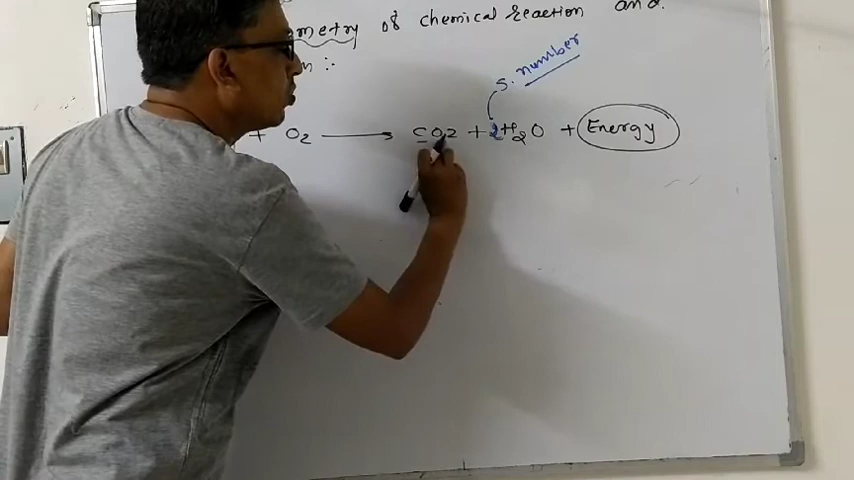 metry of chemical reaction and
n :-
S. number
+ O2 → CO2 + 2H2O + Energy